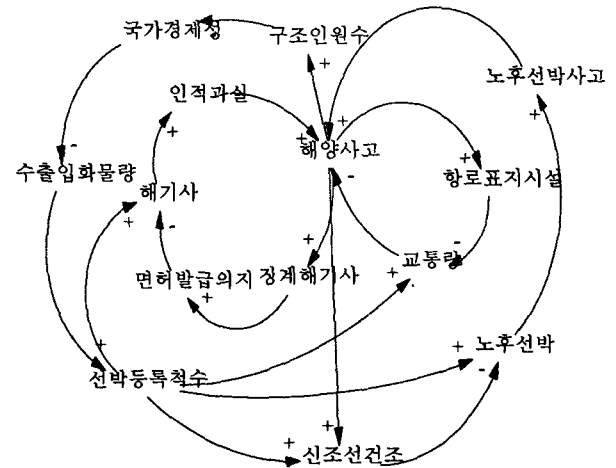 국가경제성
구조인원수
노후선박사고
인적과실
해양사고
수출입화물량
해기사
항로표지시설
교통량
면허발급의지
징계해기사
노후선박
선박등록척수
신조선건조